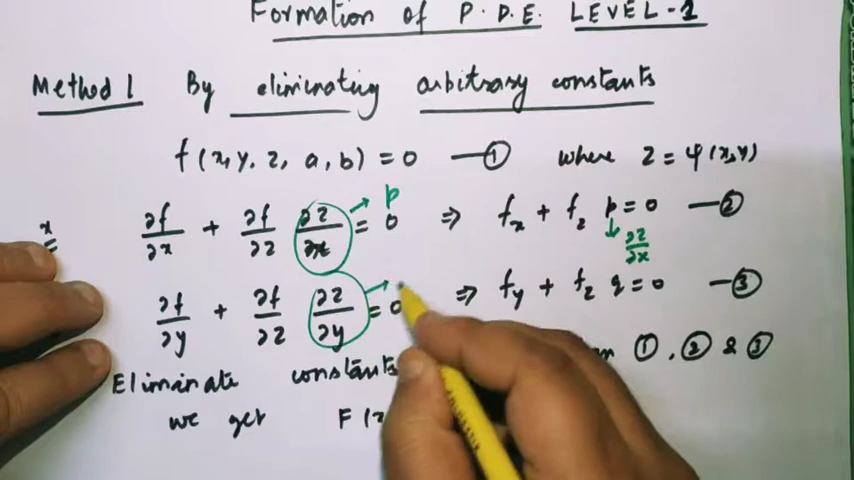 Formation of P.D.E. LEVEL-1
Method 1 By eliminating arbitrary constants
f(x, y, z, a, b) = 0 —① where z = φ(x,y)
x ∂f/∂x + ∂f/∂z ∂z/∂x = 0 → p ⇒ fx + fz p = 0 —②
↓ ∂z/∂x
∂f/∂y + ∂f/∂z ∂z/∂y = 0 → ⇒ fy + fz q = 0 —③
Eliminate constants ①, ② & ③
we get F(